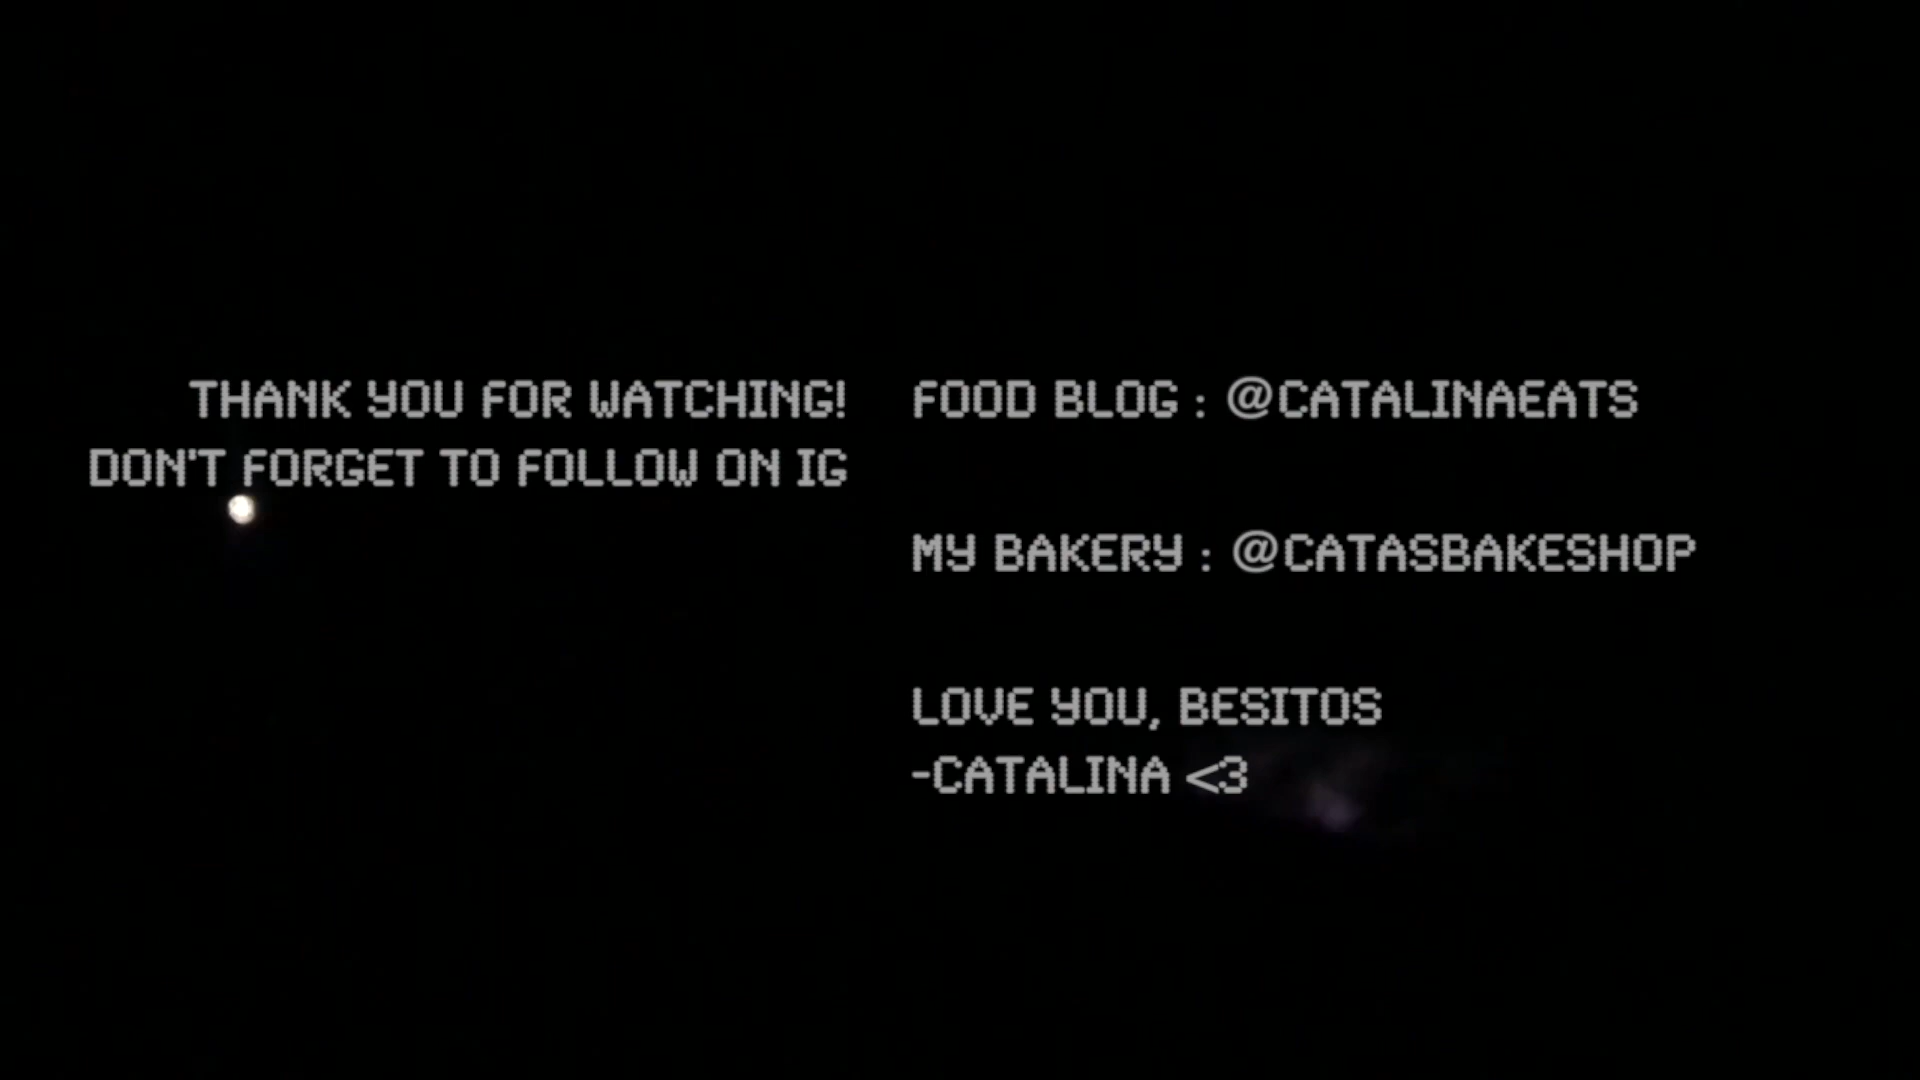 THANK YOU FOR WATCHING!
DON'T FORGET TO FOLLOW ON IG
FOOD BLOG : @CATALINAEATS
MY BAKERY : @CATASBAKESHOP
LOVE YOU, BESITOS
-CATALINA <3